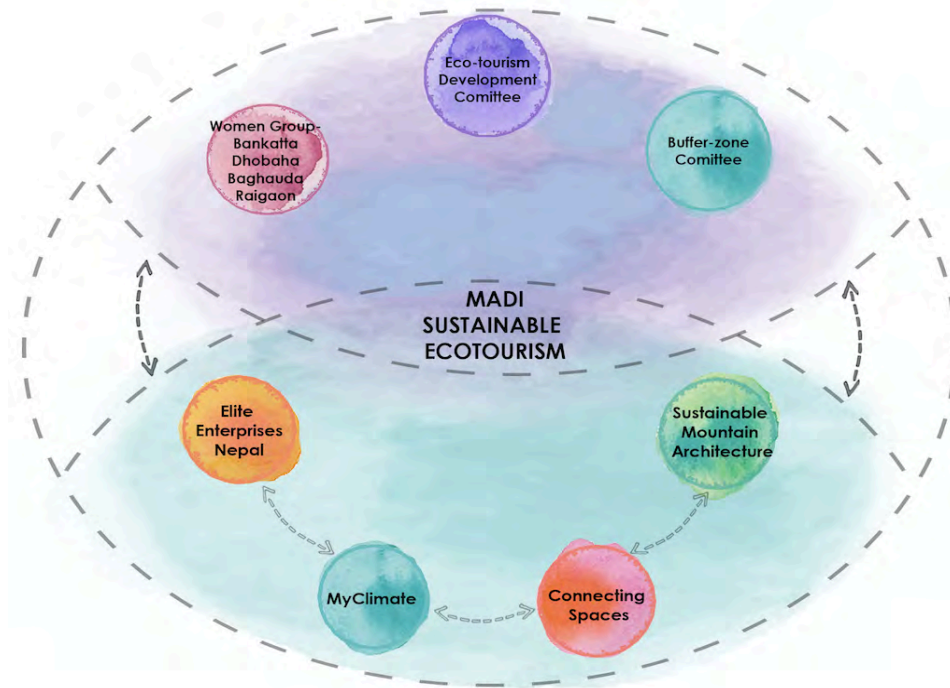 Eco-tourism
Development
Comittee
Women Group-
Bankatta
Dhobaha
Baghauda
Raigaon
Buffer-zone
Comittee
MADI
SUSTAINABLE
ECOTOURISM
Elite
Enterprises
Nepal
Sustainable
Mountain
Architecture
MyClimate
Connecting
Spaces